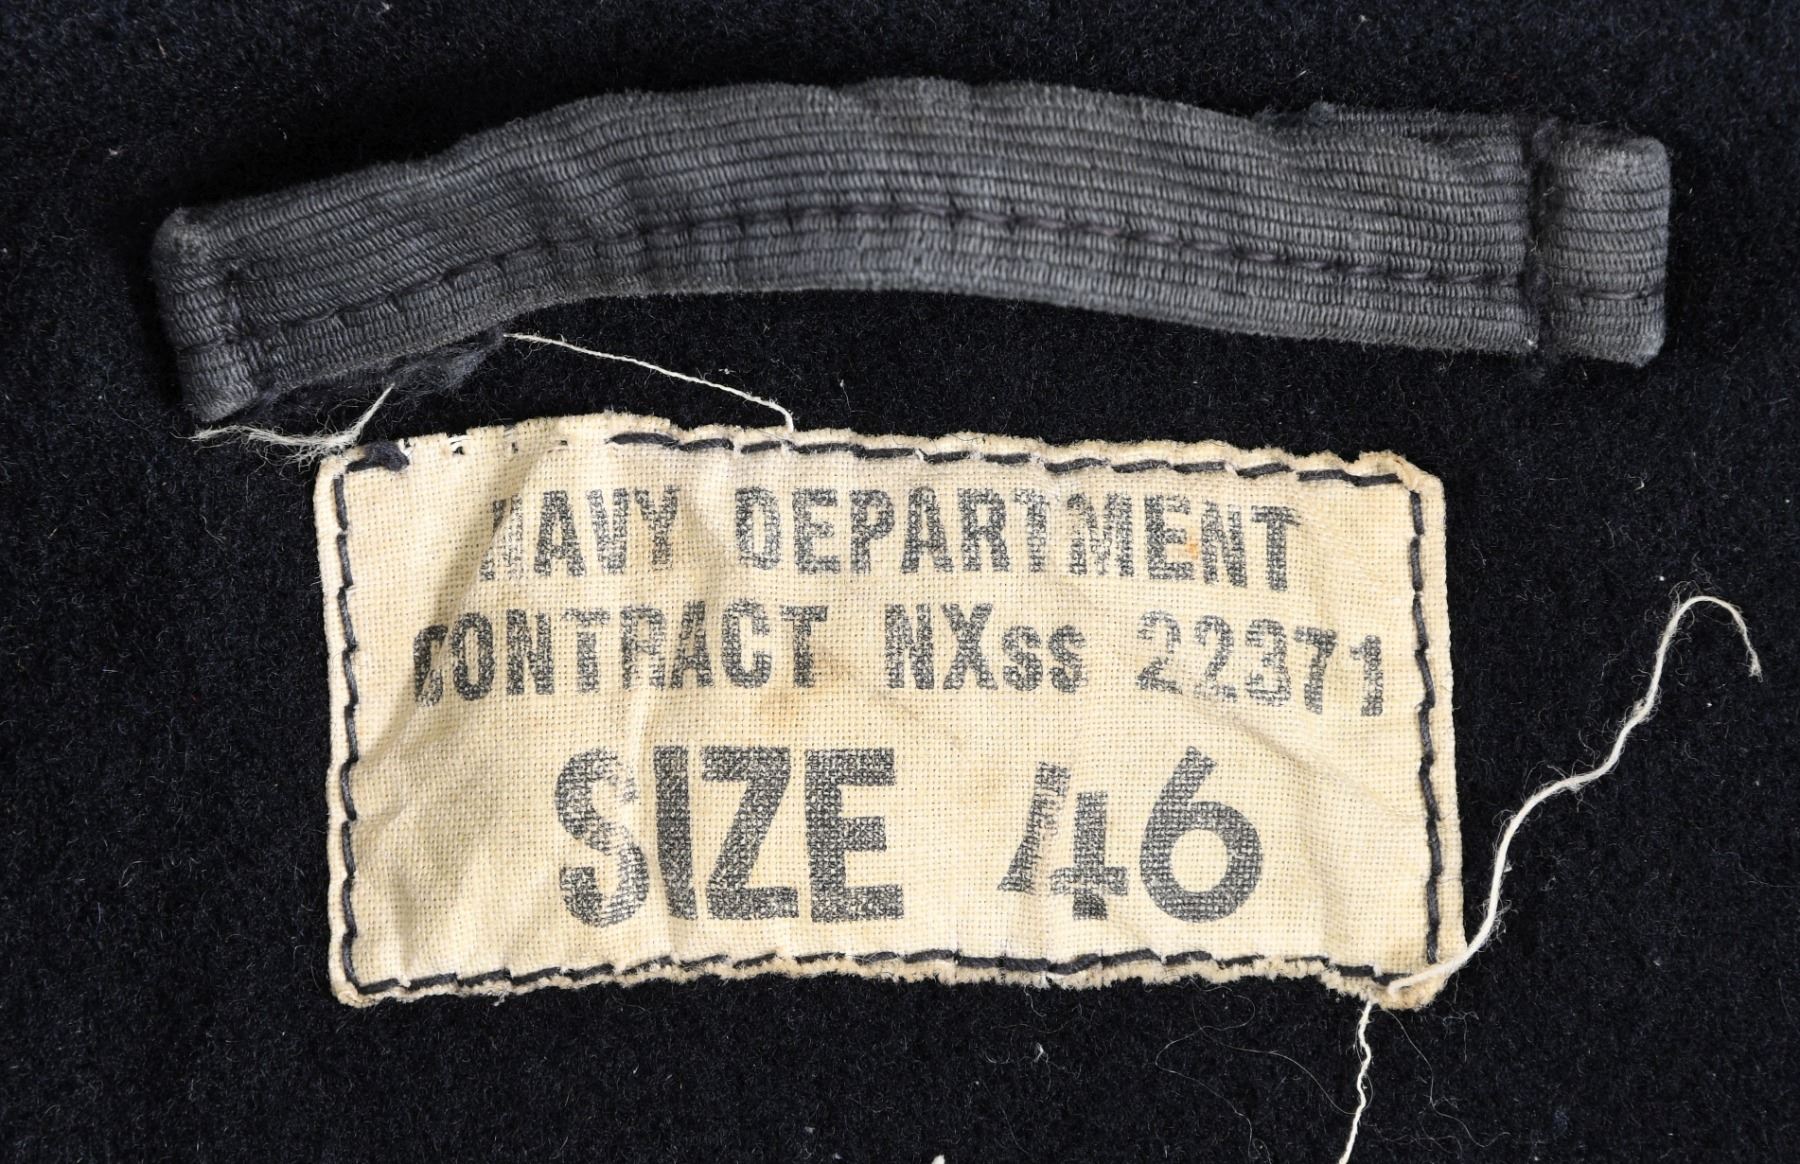 NAVY DEPARTMENT
CONTRACT NXss 22371
SIZE 46